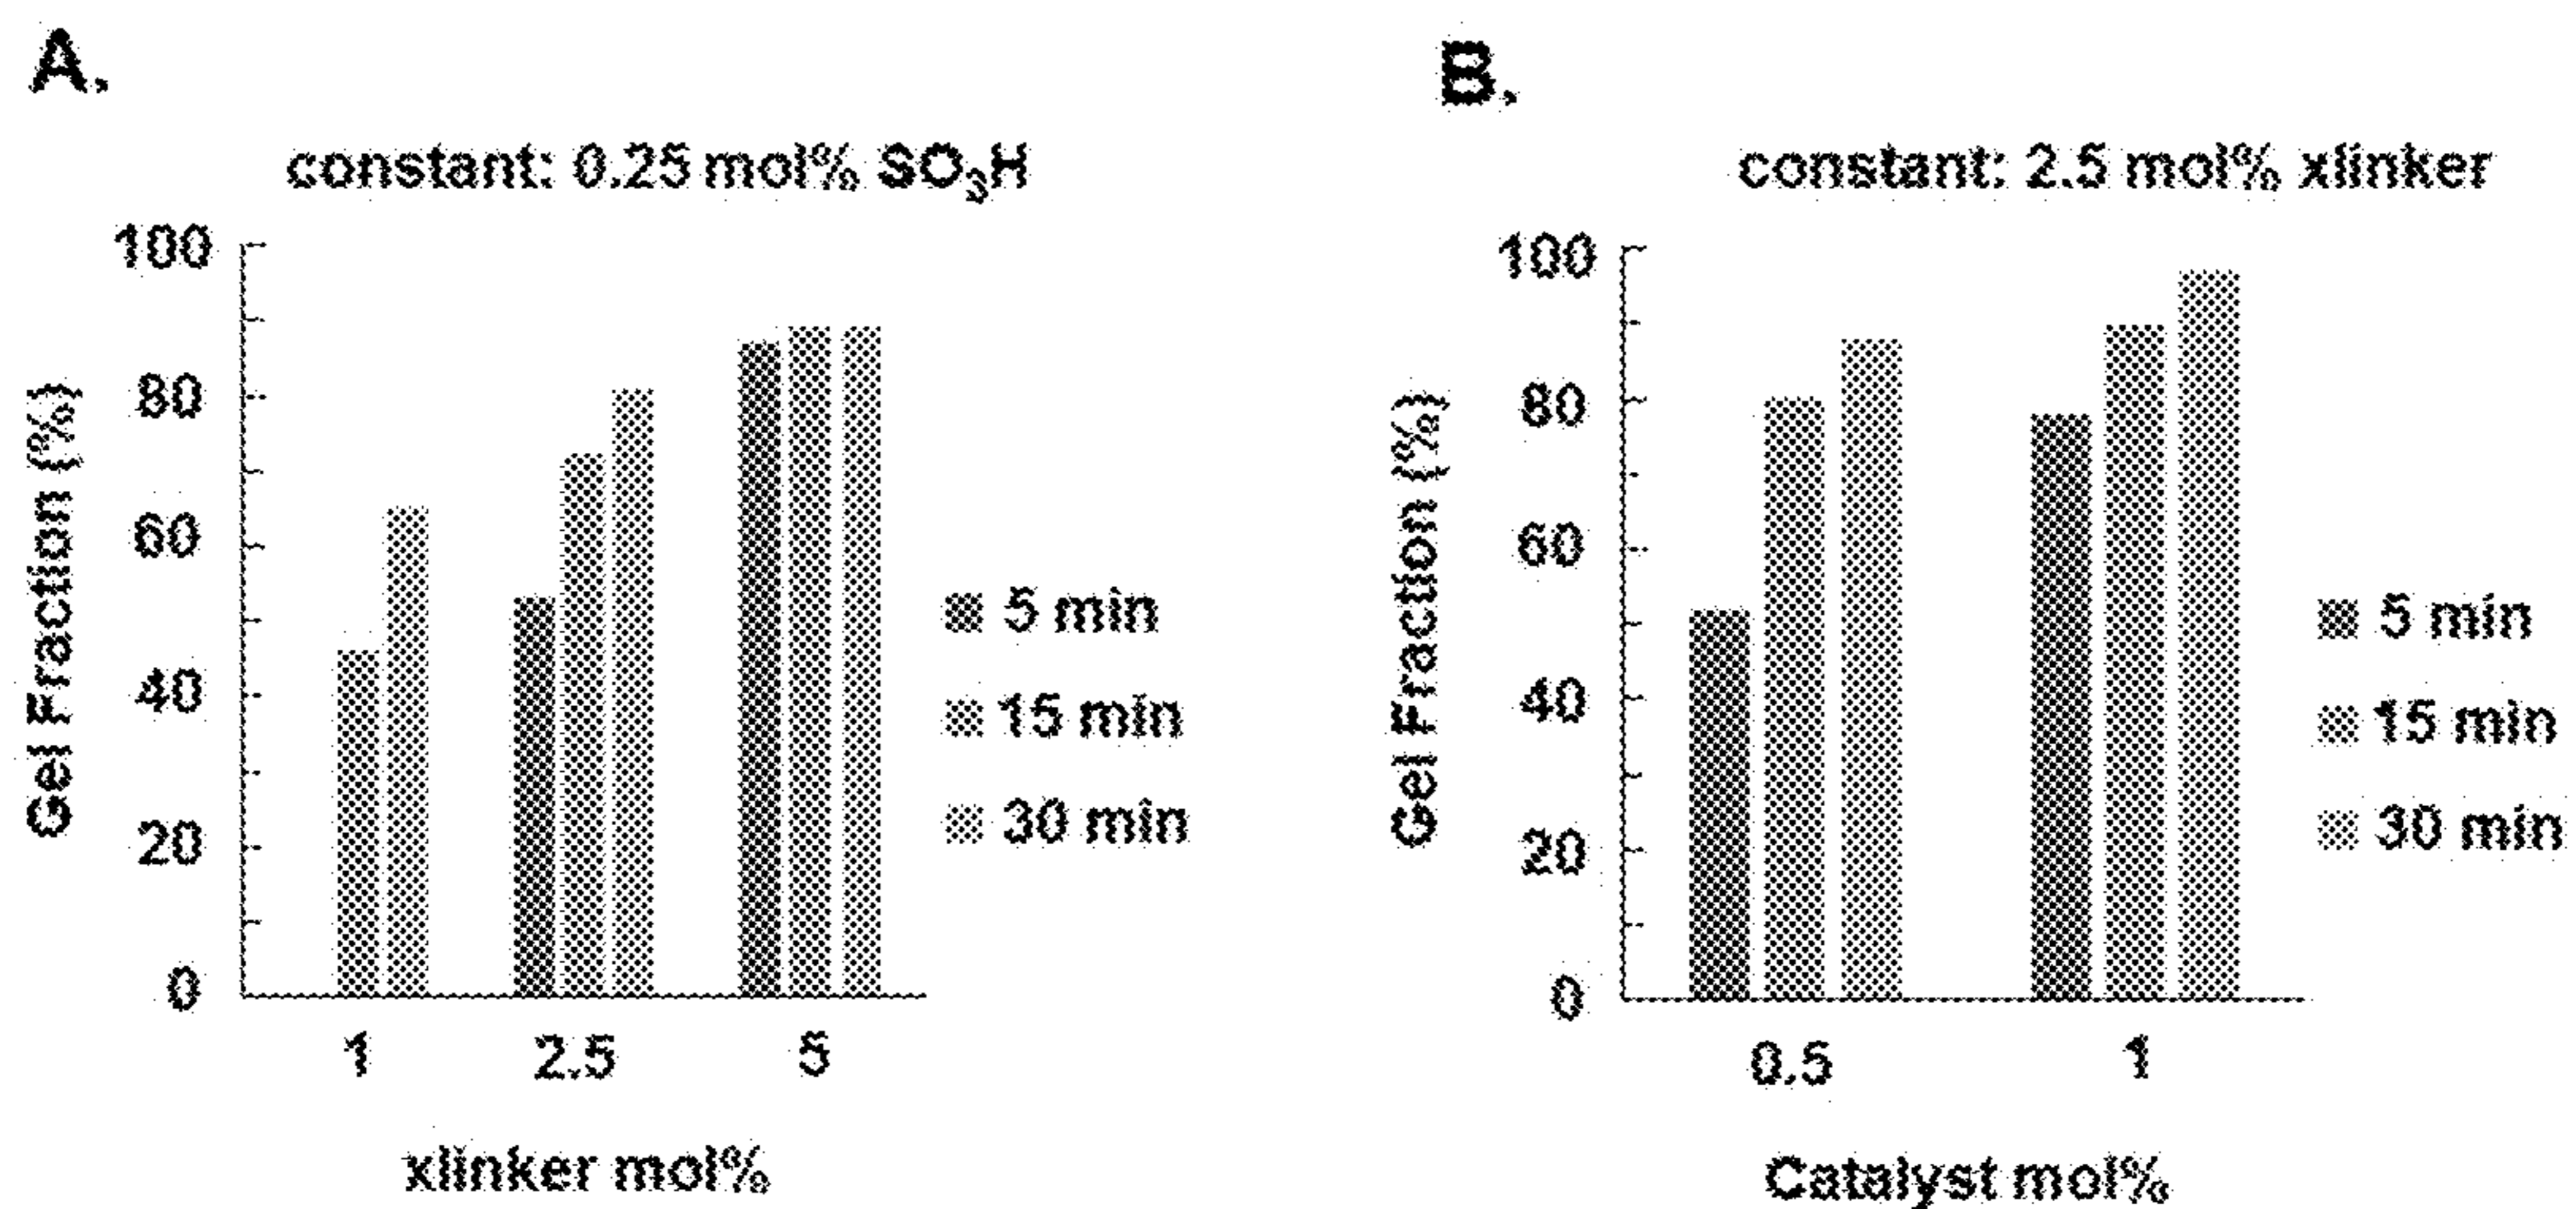 A.
constant: 0.25 mol% SO₃H
100
80
60
40
20
0
Gel Fraction (%)
1 2.5 5
xlinker mol%
5 min
15 min
30 min
B.
constant: 2.5 mol% xlinker
100
80
60
40
20
0
Gel Fraction (%)
0.5 1
Catalyst mol%
5 min
15 min
30 min